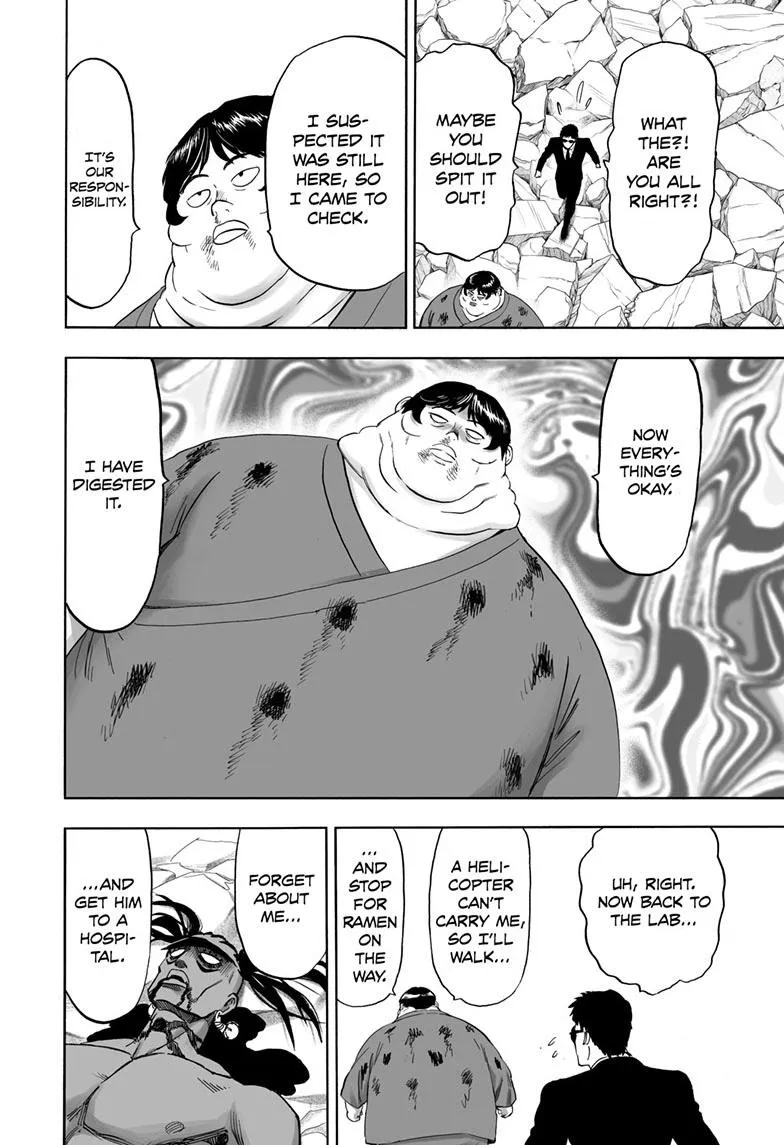 WHAT
THE?!
ARE
YOU ALL
RIGHT?!
MAYBE
YOU
SHOULD
SPIT IT
OUT!
I SUS-
PECTED IT
WAS STILL
HERE, SO
I CAME TO
CHECK.
IT'S
OUR
RESPON-
SIBILITY.
NOW
EVERY-
THING'S
OKAY.
I HAVE
DIGESTED
IT.
UH, RIGHT.
NOW BACK TO
THE LAB...
A HELI-
COPTER
CAN'T
CARRY ME,
SO I'LL
WALK...
...
AND
STOP
FOR
RAMEN
ON
THE
WAY.
FORGET
ABOUT
ME...
...AND
GET HIM
TO A
HOSPI-
TAL.